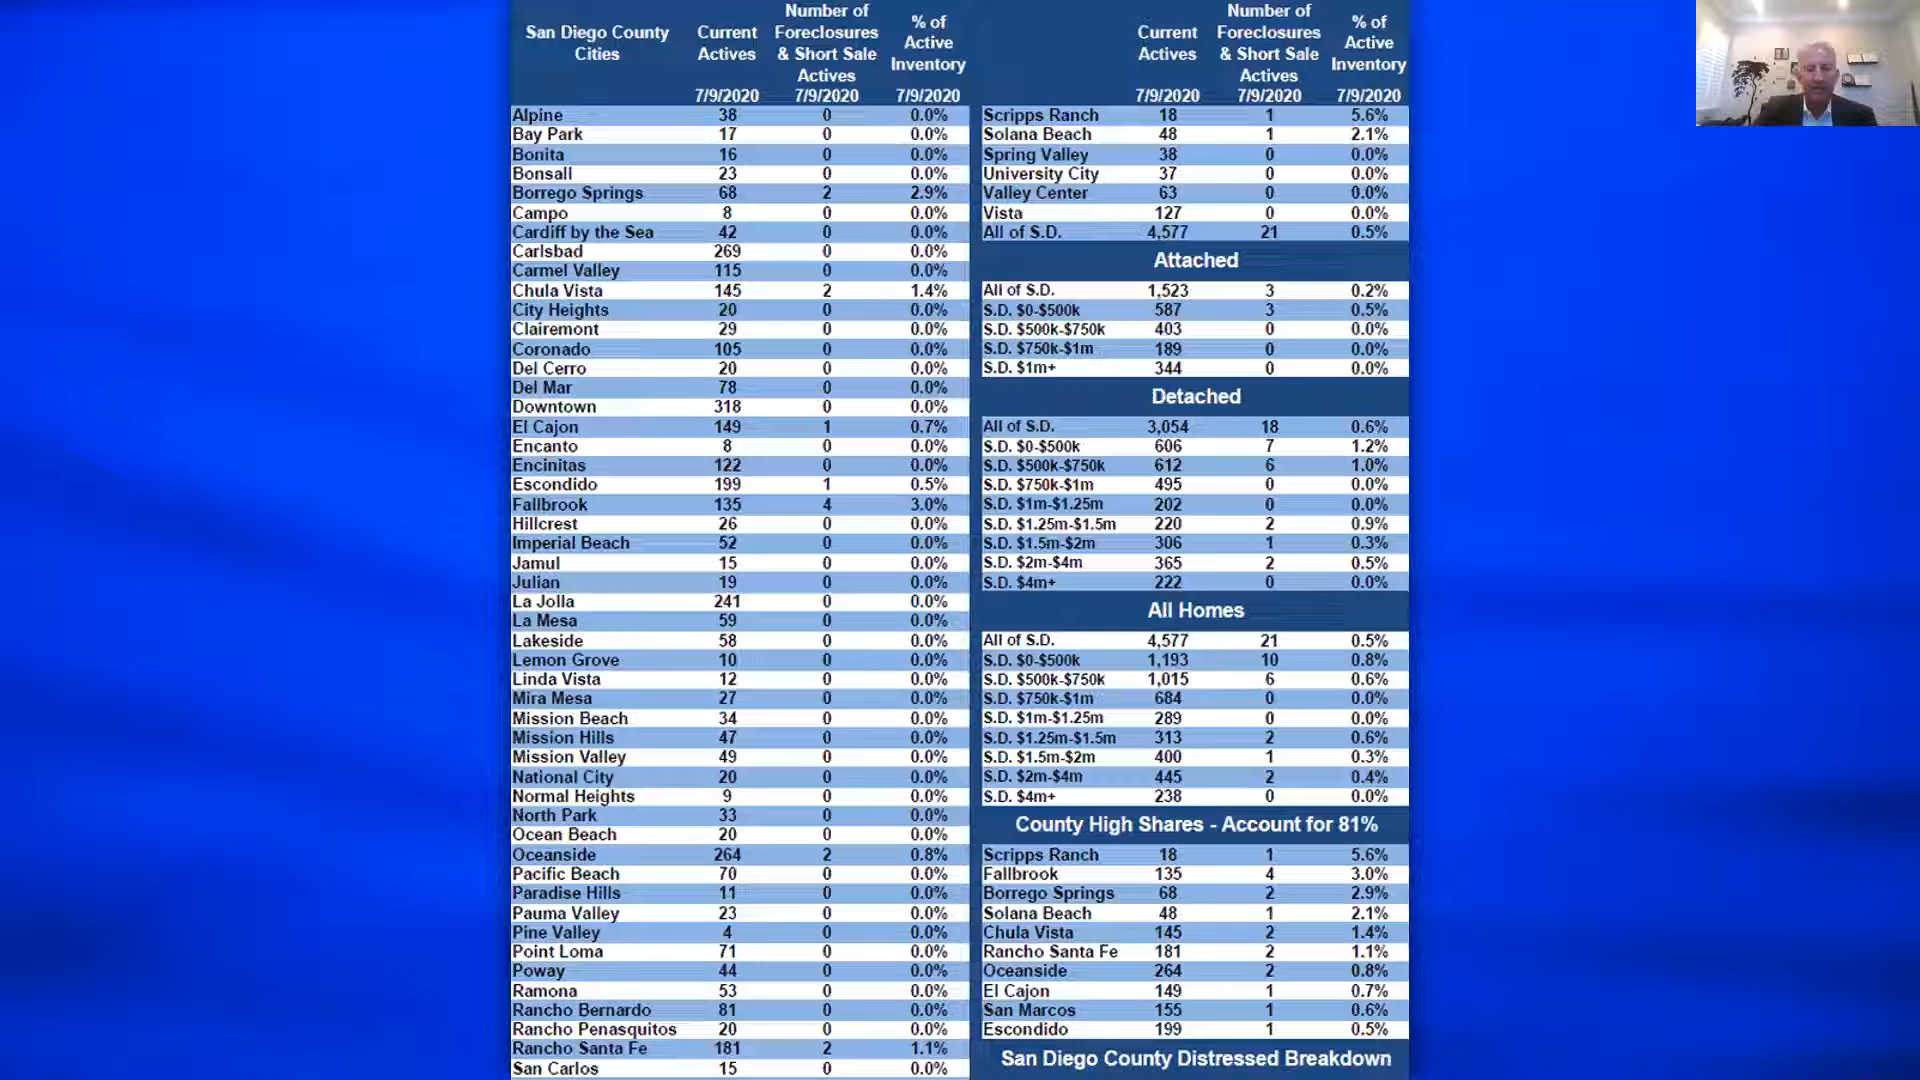 San Diego County Cities Current Actives Number of Foreclosures & Short Sale Actives % of Active Inventory
7/9/2020 7/9/2020 7/9/2020
Alpine 38 0 0.0%
Bay Park 17 0 0.0%
Bonita 16 0 0.0%
Bonsall 23 0 0.0%
Borrego Springs 68 2 2.9%
Campo 8 0 0.0%
Cardiff by the Sea 42 0 0.0%
Carlsbad 269 0 0.0%
Carmel Valley 115 0 0.0%
Chula Vista 145 2 1.4%
City Heights 20 0 0.0%
Clairemont 29 0 0.0%
Coronado 105 0 0.0%
Del Cerro 20 0 0.0%
Del Mar 78 0 0.0%
Downtown 318 0 0.0%
El Cajon 149 1 0.7%
Encanto 8 0 0.0%
Encinitas 122 0 0.0%
Escondido 199 1 0.5%
Fallbrook 135 4 3.0%
Hillcrest 26 0 0.0%
Imperial Beach 52 0 0.0%
Jamul 15 0 0.0%
Julian 19 0 0.0%
La Jolla 241 0 0.0%
La Mesa 59 0 0.0%
Lakeside 58 0 0.0%
Lemon Grove 10 0 0.0%
Linda Vista 12 0 0.0%
Mira Mesa 27 0 0.0%
Mission Beach 34 0 0.0%
Mission Hills 47 0 0.0%
Mission Valley 49 0 0.0%
National City 20 0 0.0%
Normal Heights 9 0 0.0%
North Park 33 0 0.0%
Ocean Beach 20 0 0.0%
Oceanside 264 2 0.8%
Pacific Beach 70 0 0.0%
Paradise Hills 11 0 0.0%
Pauma Valley 23 0 0.0%
Pine Valley 4 0 0.0%
Point Loma 71 0 0.0%
Poway 44 0 0.0%
Ramona 53 0 0.0%
Rancho Bernardo 81 0 0.0%
Rancho Penasquitos 20 0 0.0%
Rancho Santa Fe 181 2 1.1%
San Carlos 15 0 0.0%
Current Actives Number of Foreclosures & Short Sale Actives % of Active Inventory
7/9/2020 7/9/2020 7/9/2020
Scripps Ranch 18 1 5.6%
Solana Beach 48 1 2.1%
Spring Valley 38 0 0.0%
University City 37 0 0.0%
Valley Center 63 0 0.0%
Vista 127 0 0.0%
All of S.D. 4,577 21 0.5%
Attached
All of S.D. 1,523 3 0.2%
S.D. $0-$500k 587 3 0.5%
S.D. $500k-$750k 403 0 0.0%
S.D. $750k-$1m 189 0 0.0%
S.D. $1m+ 344 0 0.0%
Detached
All of S.D. 3,054 18 0.6%
S.D. $0-$500k 606 7 1.2%
S.D. $500k-$750k 612 6 1.0%
S.D. $750k-$1m 495 0 0.0%
S.D. $1m-$1.25m 202 0 0.0%
S.D. $1.25m-$1.5m 220 2 0.9%
S.D. $1.5m-$2m 306 1 0.3%
S.D. $2m-$4m 365 2 0.5%
S.D. $4m+ 222 0 0.0%
All Homes
All of S.D. 4,577 21 0.5%
S.D. $0-$500k 1,193 10 0.8%
S.D. $500k-$750k 1,015 6 0.6%
S.D. $750k-$1m 684 0 0.0%
S.D. $1m-$1.25m 289 0 0.0%
S.D. $1.25m-$1.5m 313 2 0.6%
S.D. $1.5m-$2m 400 1 0.3%
S.D. $2m-$4m 445 2 0.4%
S.D. $4m+ 238 0 0.0%
County High Shares - Account for 81%
Scripps Ranch 18 1 5.6%
Fallbrook 135 4 3.0%
Borrego Springs 68 2 2.9%
Solana Beach 48 1 2.1%
Chula Vista 145 2 1.4%
Rancho Santa Fe 181 2 1.1%
Oceanside 264 2 0.8%
El Cajon 149 1 0.7%
San Marcos 155 1 0.6%
Escondido 199 1 0.5%
San Diego County Distressed Breakdown